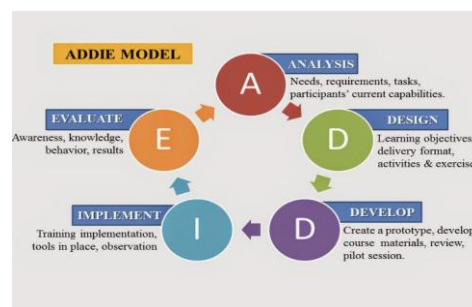 ADDIE MODEL
A
ANALYSIS
Needs, requirements, tasks,
participants' current capabilities.
D
DESIGN
Learning objectives
delivery format,
activities & exercise
D
DEVELOP
Create a prototype, develop
course materials, review,
pilot session.
I
IMPLEMENT
Training implementation,
tools in place, observation
E
EVALUATE
Awareness, knowledge,
behavior, results